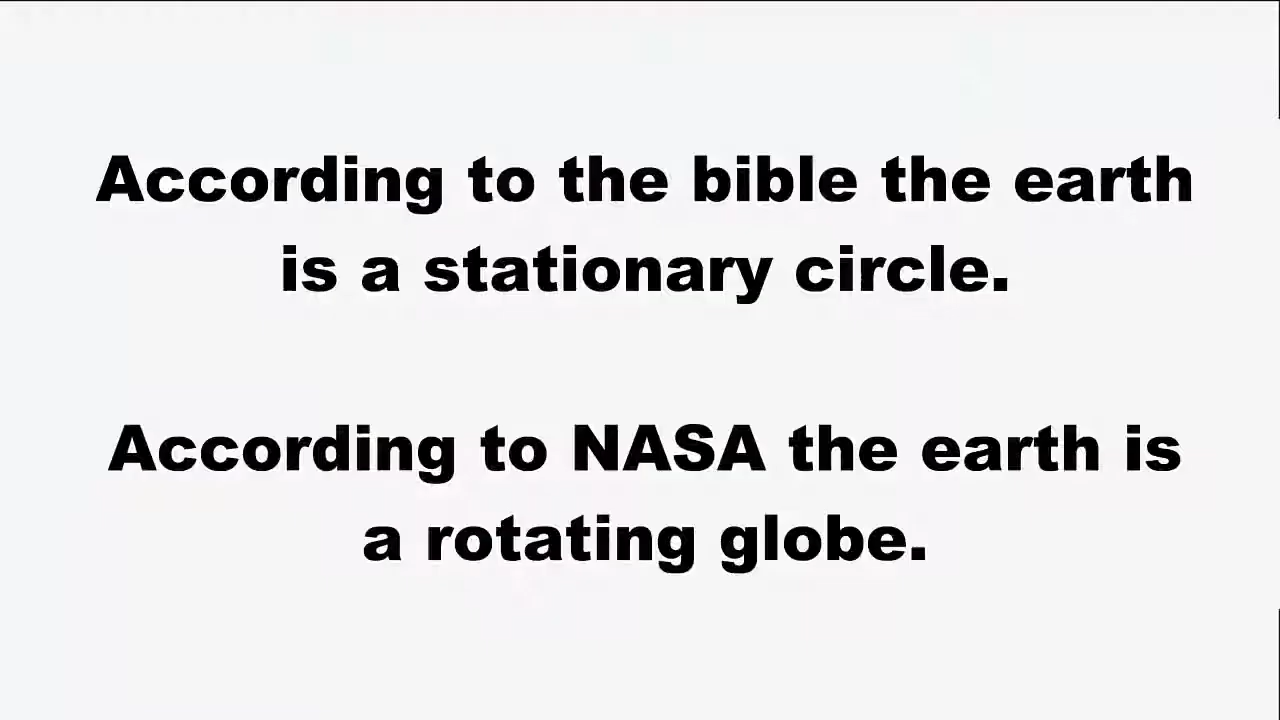 According to the bible the earth
is a stationary circle.
According to NASA the earth is
a rotating globe.